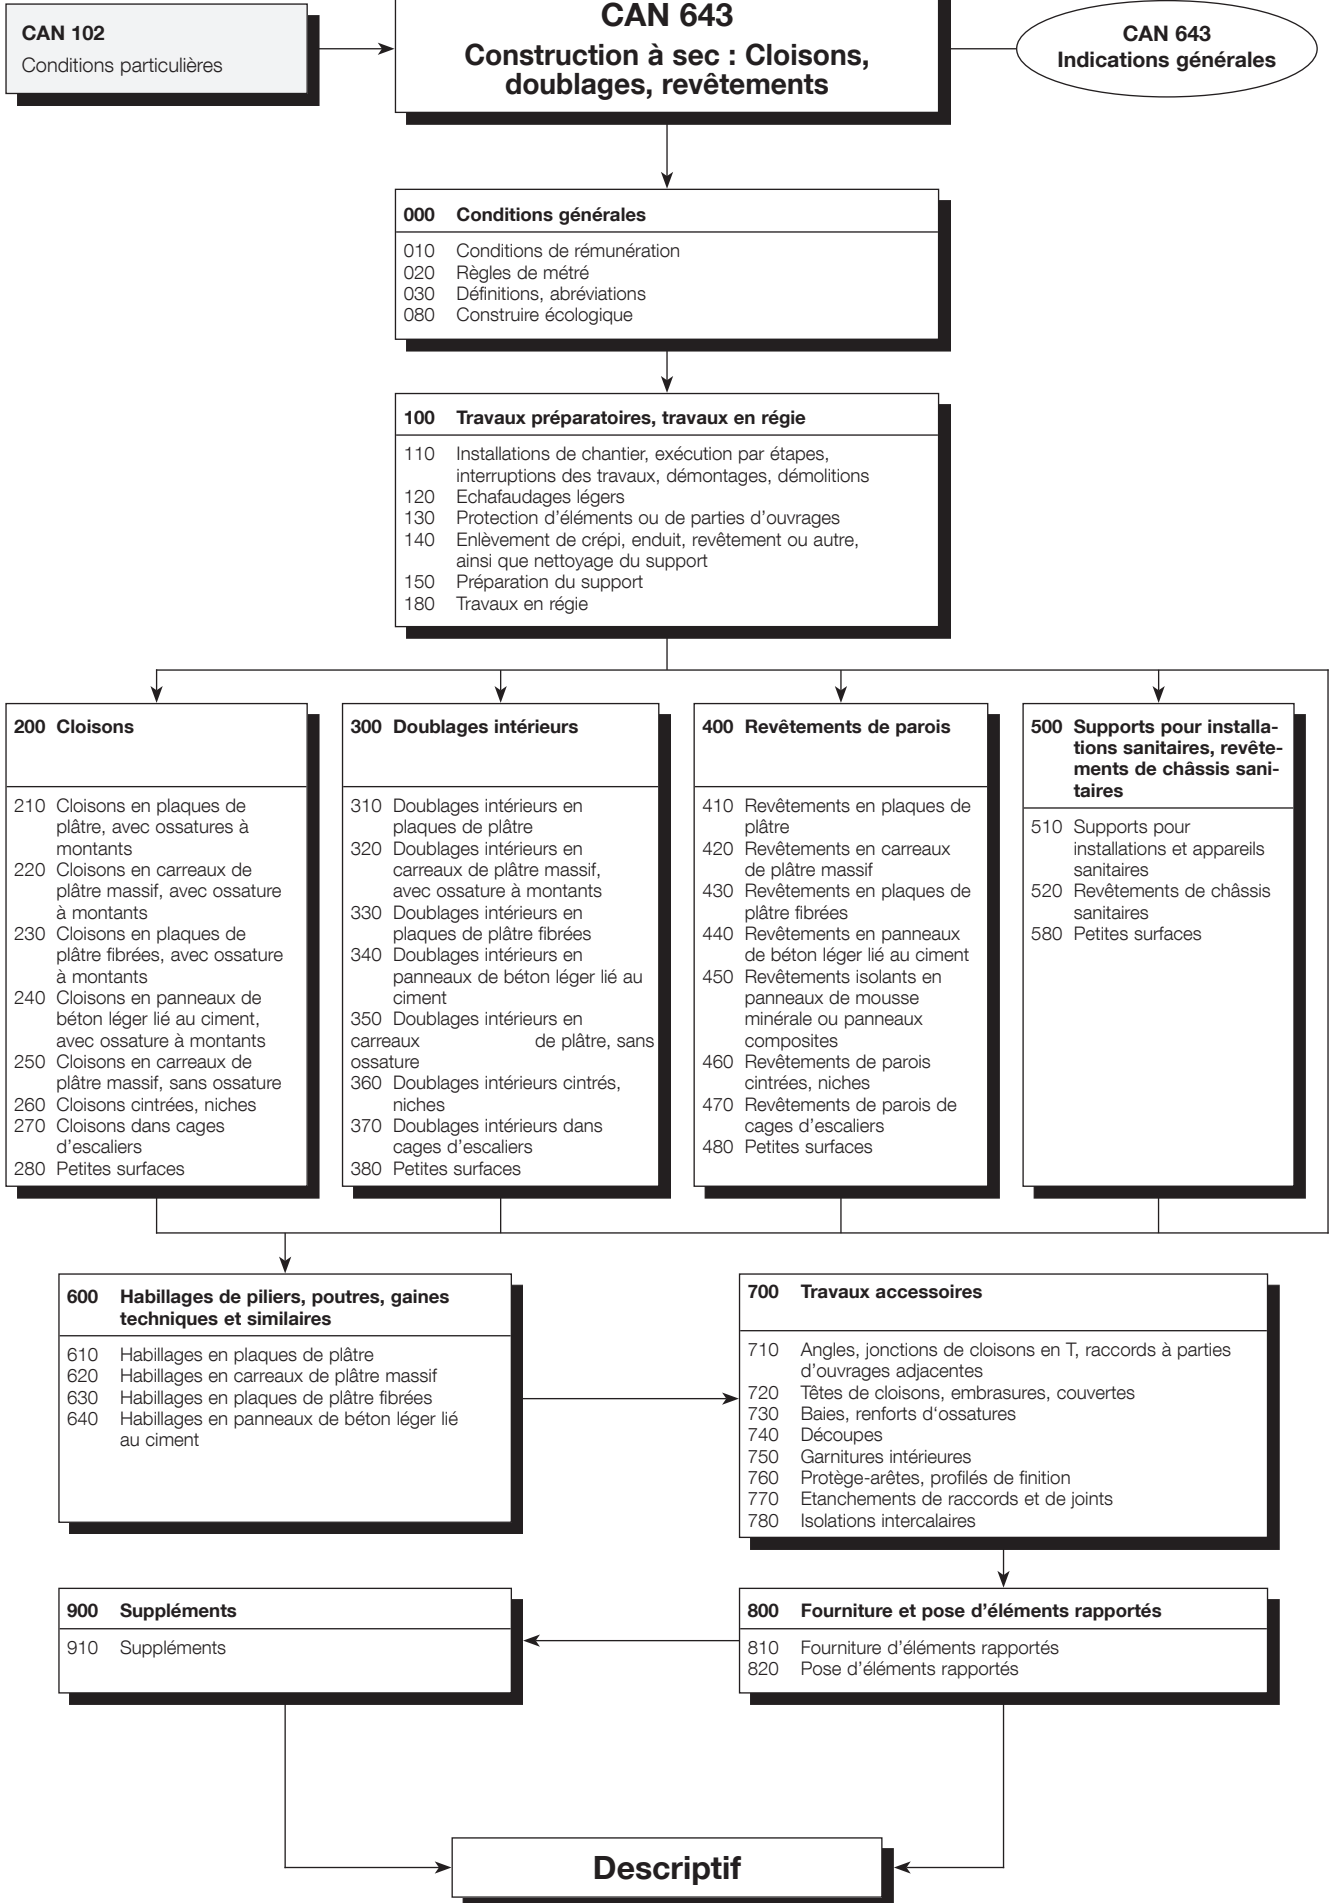 CAN 102
Conditions particulières
CAN 643
Construction à sec : Cloisons,
doublages, revêtements
CAN 643
Indications générales
000 Conditions générales
010 Conditions de rémunération
020 Règles de métré
030 Définitions, abréviations
080 Construire écologique
100 Travaux préparatoires, travaux en régie
110 Installations de chantier, exécution par étapes,
interruptions des travaux, démontages, démolitions
120 Echafaudages légers
130 Protection d’éléments ou de parties d’ouvrages
140 Enlèvement de crépi, enduit, revêtement ou autre,
ainsi que nettoyage du support
150 Préparation du support
180 Travaux en régie
200 Cloisons
210 Cloisons en plaques de
plâtre, avec ossatures à
montants
220 Cloisons en carreaux de
plâtre massif, avec ossature
à montants
230 Cloisons en plaques de
plâtre fibrées, avec ossature
à montants
240 Cloisons en panneaux de
béton léger lié au ciment,
avec ossature à montants
250 Cloisons en carreaux de
plâtre massif, sans ossature
260 Cloisons cintrées, niches
270 Cloisons dans cages
d’escaliers
280 Petites surfaces
300 Doublages intérieurs
310 Doublages intérieurs en
plaques de plâtre
320 Doublages intérieurs en
carreaux de plâtre massif,
avec ossature à montants
330 Doublages intérieurs en
plaques de plâtre fibrées
340 Doublages intérieurs en
panneaux de béton léger lié au
ciment
350 Doublages intérieurs en
carreaux de plâtre, sans
ossature
360 Doublages intérieurs cintrés,
niches
370 Doublages intérieurs dans
cages d’escaliers
380 Petites surfaces
400 Revêtements de parois
410 Revêtements en plaques de
plâtre
420 Revêtements en carreaux
de plâtre massif
430 Revêtements en plaques de
plâtre fibrées
440 Revêtements en panneaux
de béton léger lié au ciment
450 Revêtements isolants en
panneaux de mousse
minérale ou panneaux
composites
460 Revêtements de parois
cintrées, niches
470 Revêtements de parois de
cages d’escaliers
480 Petites surfaces
500 Supports pour installa-
tions sanitaires, revête-
ments de châssis sani-
taires
510 Supports pour
installations et appareils
sanitaires
520 Revêtements de châssis
sanitaires
580 Petites surfaces
600 Habillages de piliers, poutres, gaines
techniques et similaires
610 Habillages en plaques de plâtre
620 Habillages en carreaux de plâtre massif
630 Habillages en plaques de plâtre fibrées
640 Habillages en panneaux de béton léger lié
au ciment
700 Travaux accessoires
710 Angles, jonctions de cloisons en T, raccords à parties
d’ouvrages adjacentes
720 Têtes de cloisons, embrasures, couvertes
730 Baies, renforts d‘ossatures
740 Découpes
750 Garnitures intérieures
760 Protège-arêtes, profilés de finition
770 Etanchements de raccords et de joints
780 Isolations intercalaires
900 Suppléments
910 Suppléments
800 Fourniture et pose d’éléments rapportés
810 Fourniture d’éléments rapportés
820 Pose d’éléments rapportés
Descriptif